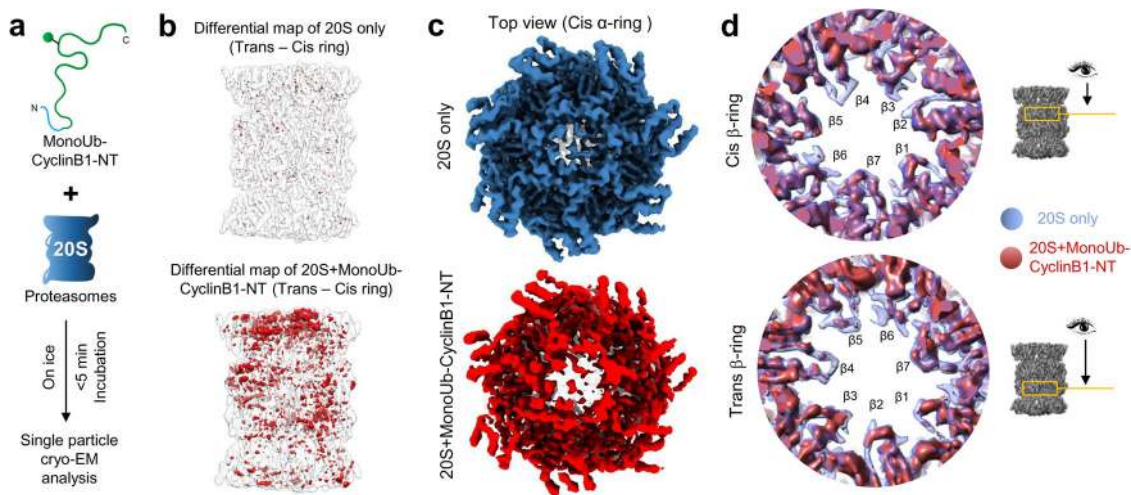 a
C
N
MonoUb-
CyclinB1-NT
+
20S
Proteasomes
On ice
<5 min
Incubation
Single particle
cryo-EM
analysis
b
Differential map of 20S only
(Trans – Cis ring)
Differential map of 20S+MonoUb-
CyclinB1-NT (Trans – Cis ring)
c
Top view (Cis α-ring )
20S only
20S+MonoUb-CyclinB1-NT
d
Cis β-ring
β4
β3
β5
β2
β6
β7
β1
20S only
20S+MonoUb-
CyclinB1-NT
Trans β-ring
β5
β6
β4
β7
β3
β2
β1